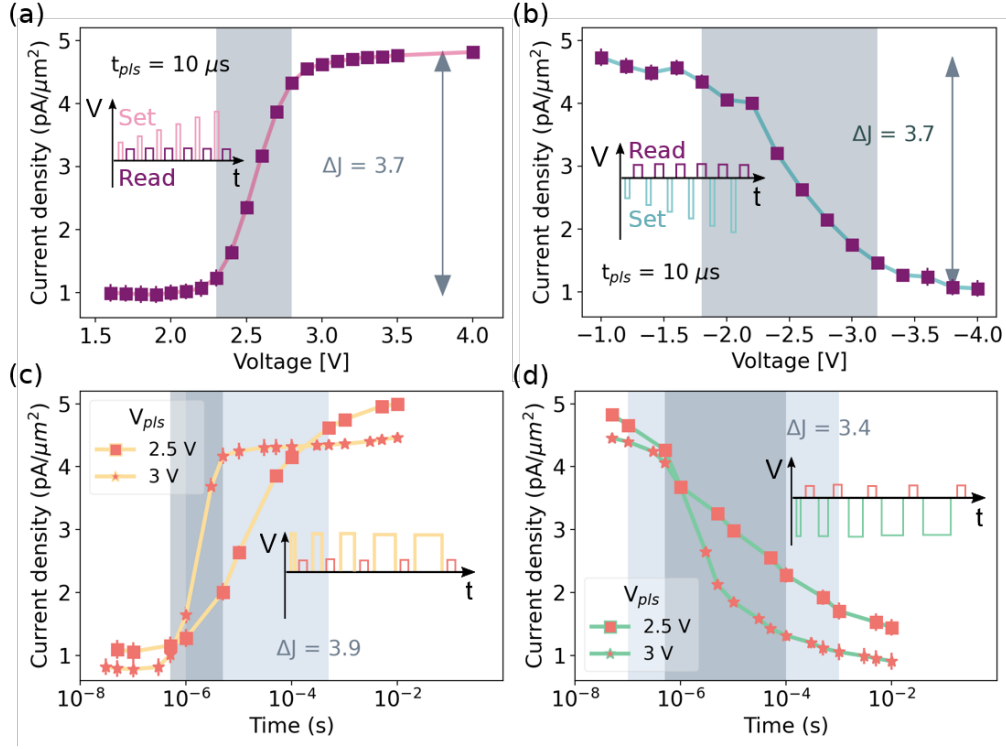 (a)
Current density (pA/μm²)
5
4
3
2
1
t_pls = 10 μs
V
Set
Read
t
ΔJ = 3.7
1.5 2.0 2.5 3.0 3.5 4.0
Voltage [V]
(b)
Current density (pA/μm²)
5
4
3
2
1
V
Read
t
Set
t_pls = 10 μs
ΔJ = 3.7
−1.0 −1.5 −2.0 −2.5 −3.0 −3.5 −4.0
Voltage [V]
(c)
Current density (pA/μm²)
5
4
3
2
1
V_pls
2.5 V
3 V
V
t
ΔJ = 3.9
10⁻⁸ 10⁻⁶ 10⁻⁴ 10⁻²
Time (s)
(d)
Current density (pA/μm²)
5
4
3
2
1
ΔJ = 3.4
V
t
V_pls
2.5 V
3 V
10⁻⁸ 10⁻⁶ 10⁻⁴ 10⁻²
Time (s)